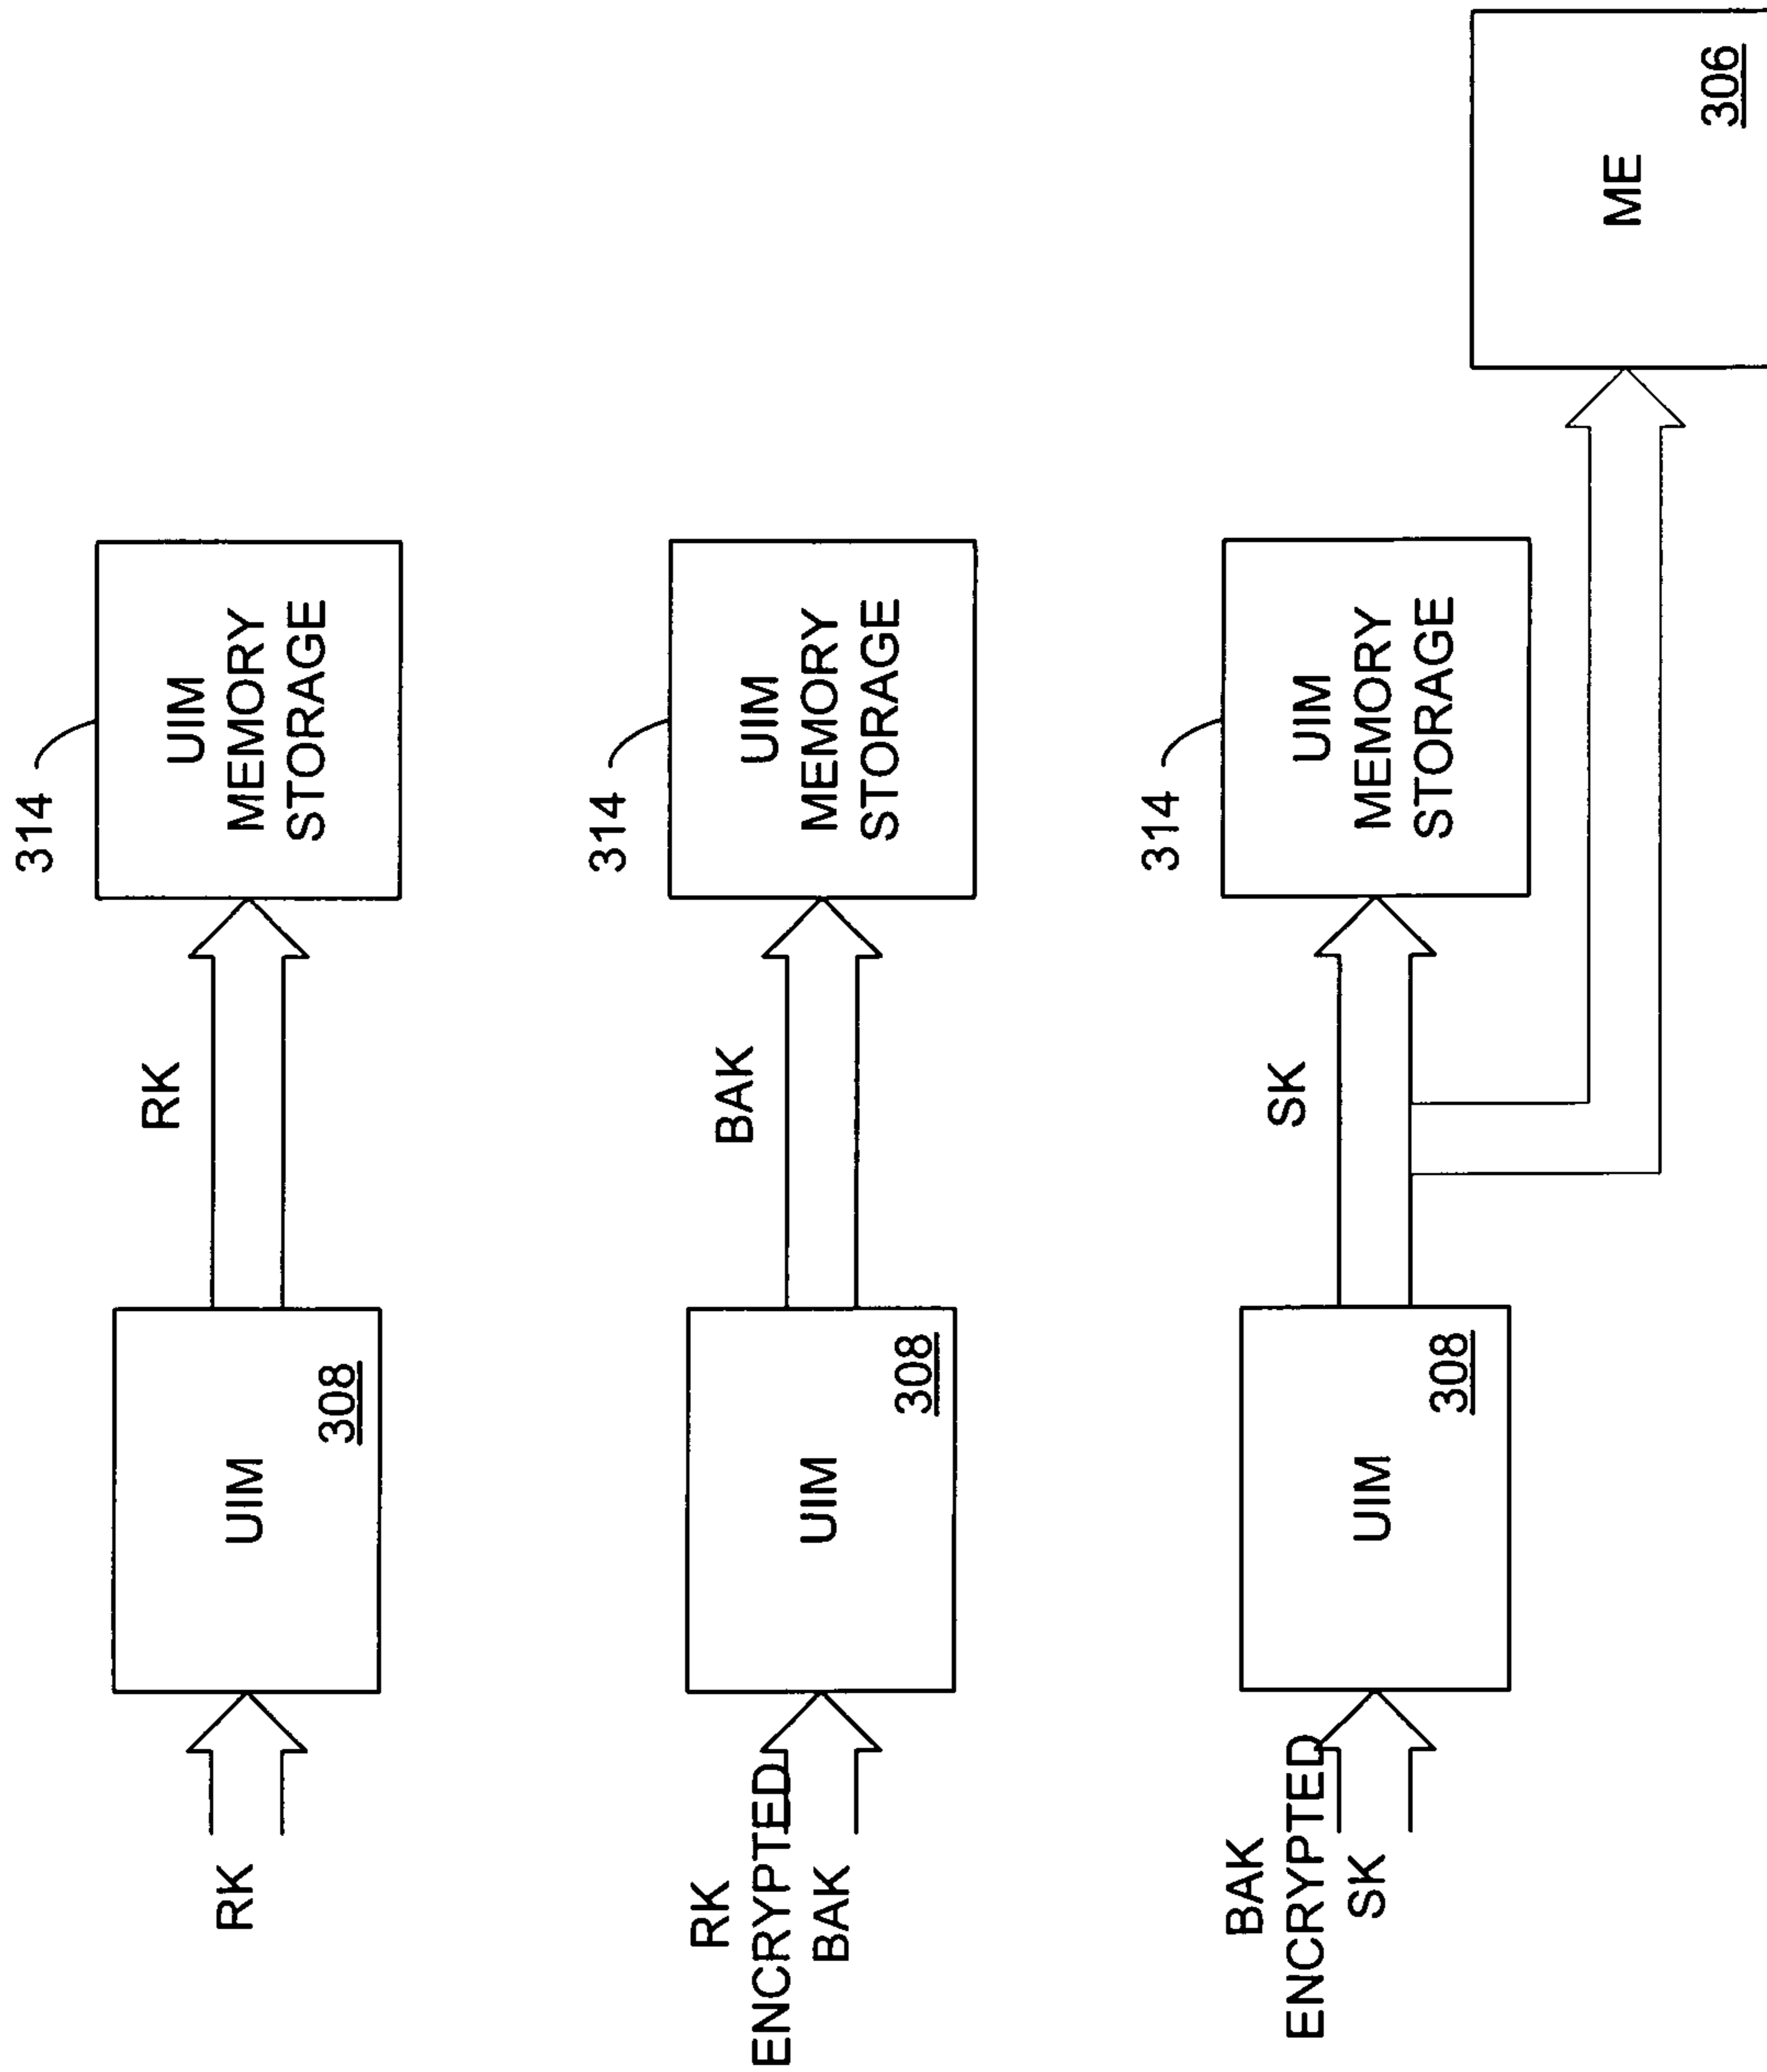 RK
UIM
308
RK
314
UIM
MEMORY
STORAGE
RK
ENCRYPTED
BAK
UIM
308
BAK
314
UIM
MEMORY
STORAGE
BAK
ENCRYPTED
SK
UIM
308
SK
314
UIM
MEMORY
STORAGE
ME
306